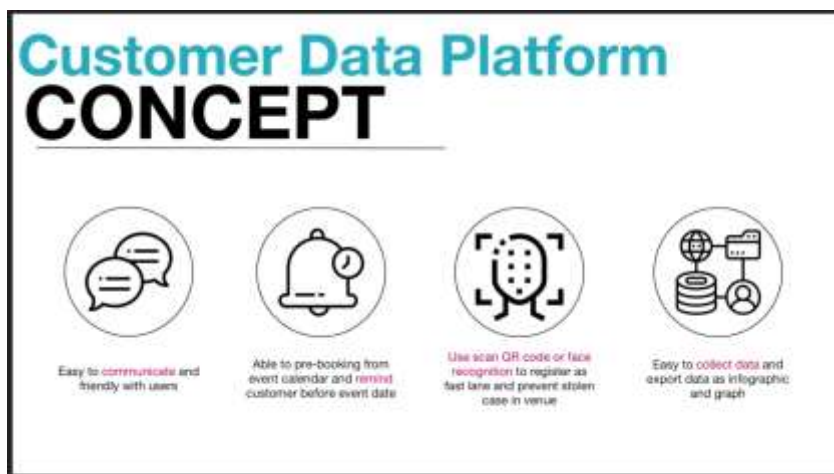 Customer Data Platform
CONCEPT
Easy to communicate and
friendly with users
Able to pre-booking from
event calendar and remind
customer before event date
Use scan QR code or face
recognition to register as
fast lane and prevent stolen
case in venue
Easy to collect data and
export data as infographic
and graph